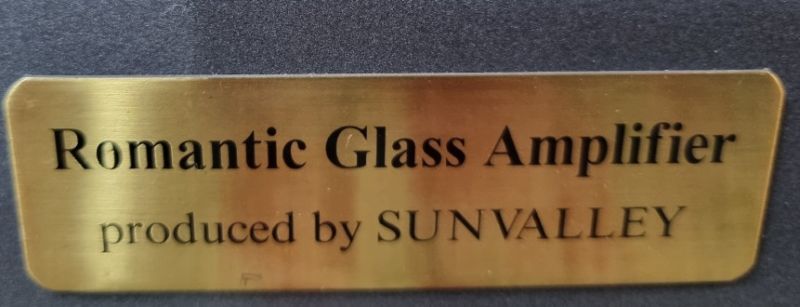 Romantic Glass Amplifier
produced by SUNVALLEY